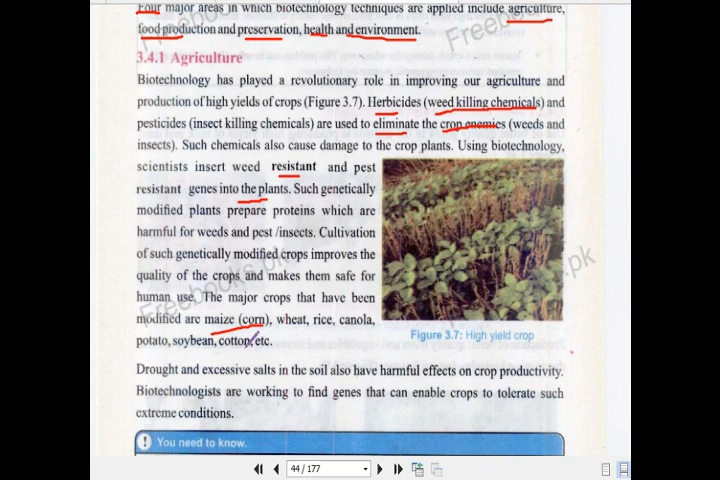 Four major areas in which biotechnology techniques are applied include agriculture,
food production and preservation, health and environment.
3.4.1 Agriculture
Biotechnology has played a revolutionary role in improving our agriculture and
production of high yields of crops (Figure 3.7). Herbicides (weed killing chemicals) and
pesticides (insect killing chemicals) are used to eliminate the crop enemies (weeds and
insects). Such chemicals also cause damage to the crop plants. Using biotechnology,
scientists insert weed resistant and pest
resistant genes into the plants. Such genetically
modified plants prepare proteins which are
harmful for weeds and pest /insects. Cultivation
of such genetically modified crops improves the
quality of the crops and makes them safe for
human use. The major crops that have been
modified are maize (corn), wheat, rice, canola,
potato, soybean, cotton, etc.
Figure 3.7: High yield crop
Drought and excessive salts in the soil also have harmful effects on crop productivity.
Biotechnologists are working to find genes that can enable crops to tolerate such
extreme conditions.
! You need to know.
44 / 177